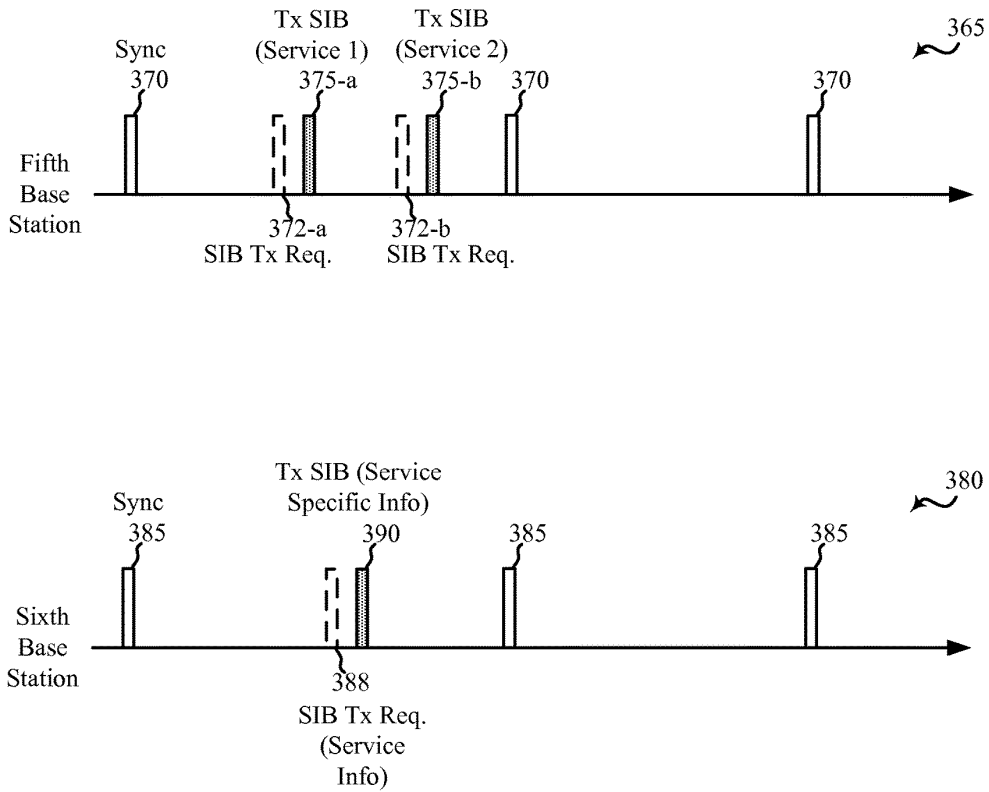 Tx SIB
(Service 1)
Tx SIB
(Service 2)
365
Sync
370
375-a
375-b
370
370
Fifth
Base
Station
372-a
SIB Tx Req.
372-b
SIB Tx Req.
Tx SIB (Service
Specific Info)
380
Sync
385
390
385
385
Sixth
Base
Station
388
SIB Tx Req.
(Service
Info)